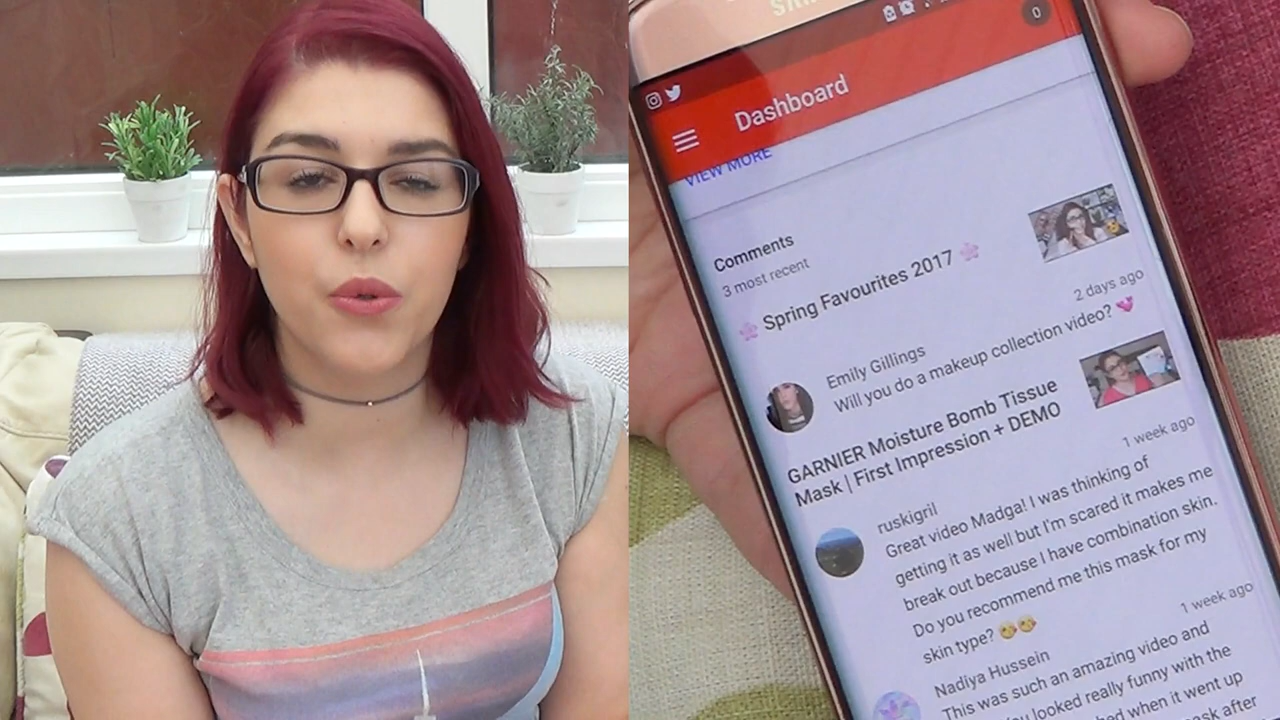 0
Dashboard
VIEW MORE
Comments
3 most recent
🌸 Spring Favourites 2017 🌸
2 days ago
Emily Gillings
Will you do a makeup collection video? 💕
GARNIER Moisture Bomb Tissue
Mask | First Impression + DEMO
1 week ago
ruskigril
Great video Madga! I was thinking of
getting it as well but I'm scared it makes me
break out because I have combination skin.
Do you recommend me this mask for my
skin type? 😚😚
1 week ago
Nadiya Hussein
This was such an amazing video and
you looked really funny with the
when it went up
after